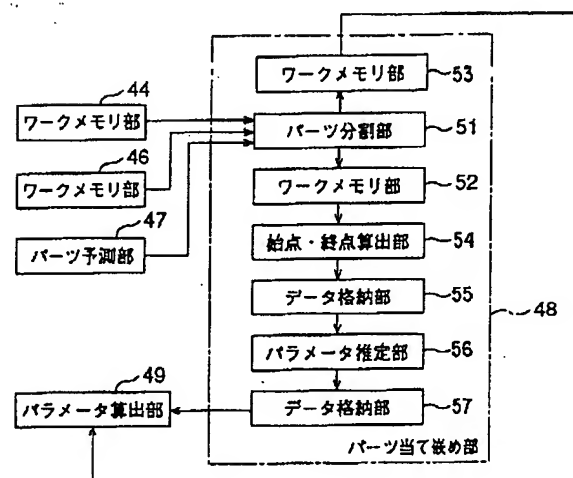 ワークメモリ部 53
44
ワークメモリ部
パーツ分割部 51
46
ワークメモリ部
ワークメモリ部 52
47
パーツ予測部
始点・終点算出部 54
データ格納部 55
48
パラメータ推定部 56
49
パラメータ算出部
データ格納部 57
パーツ当て嵌め部